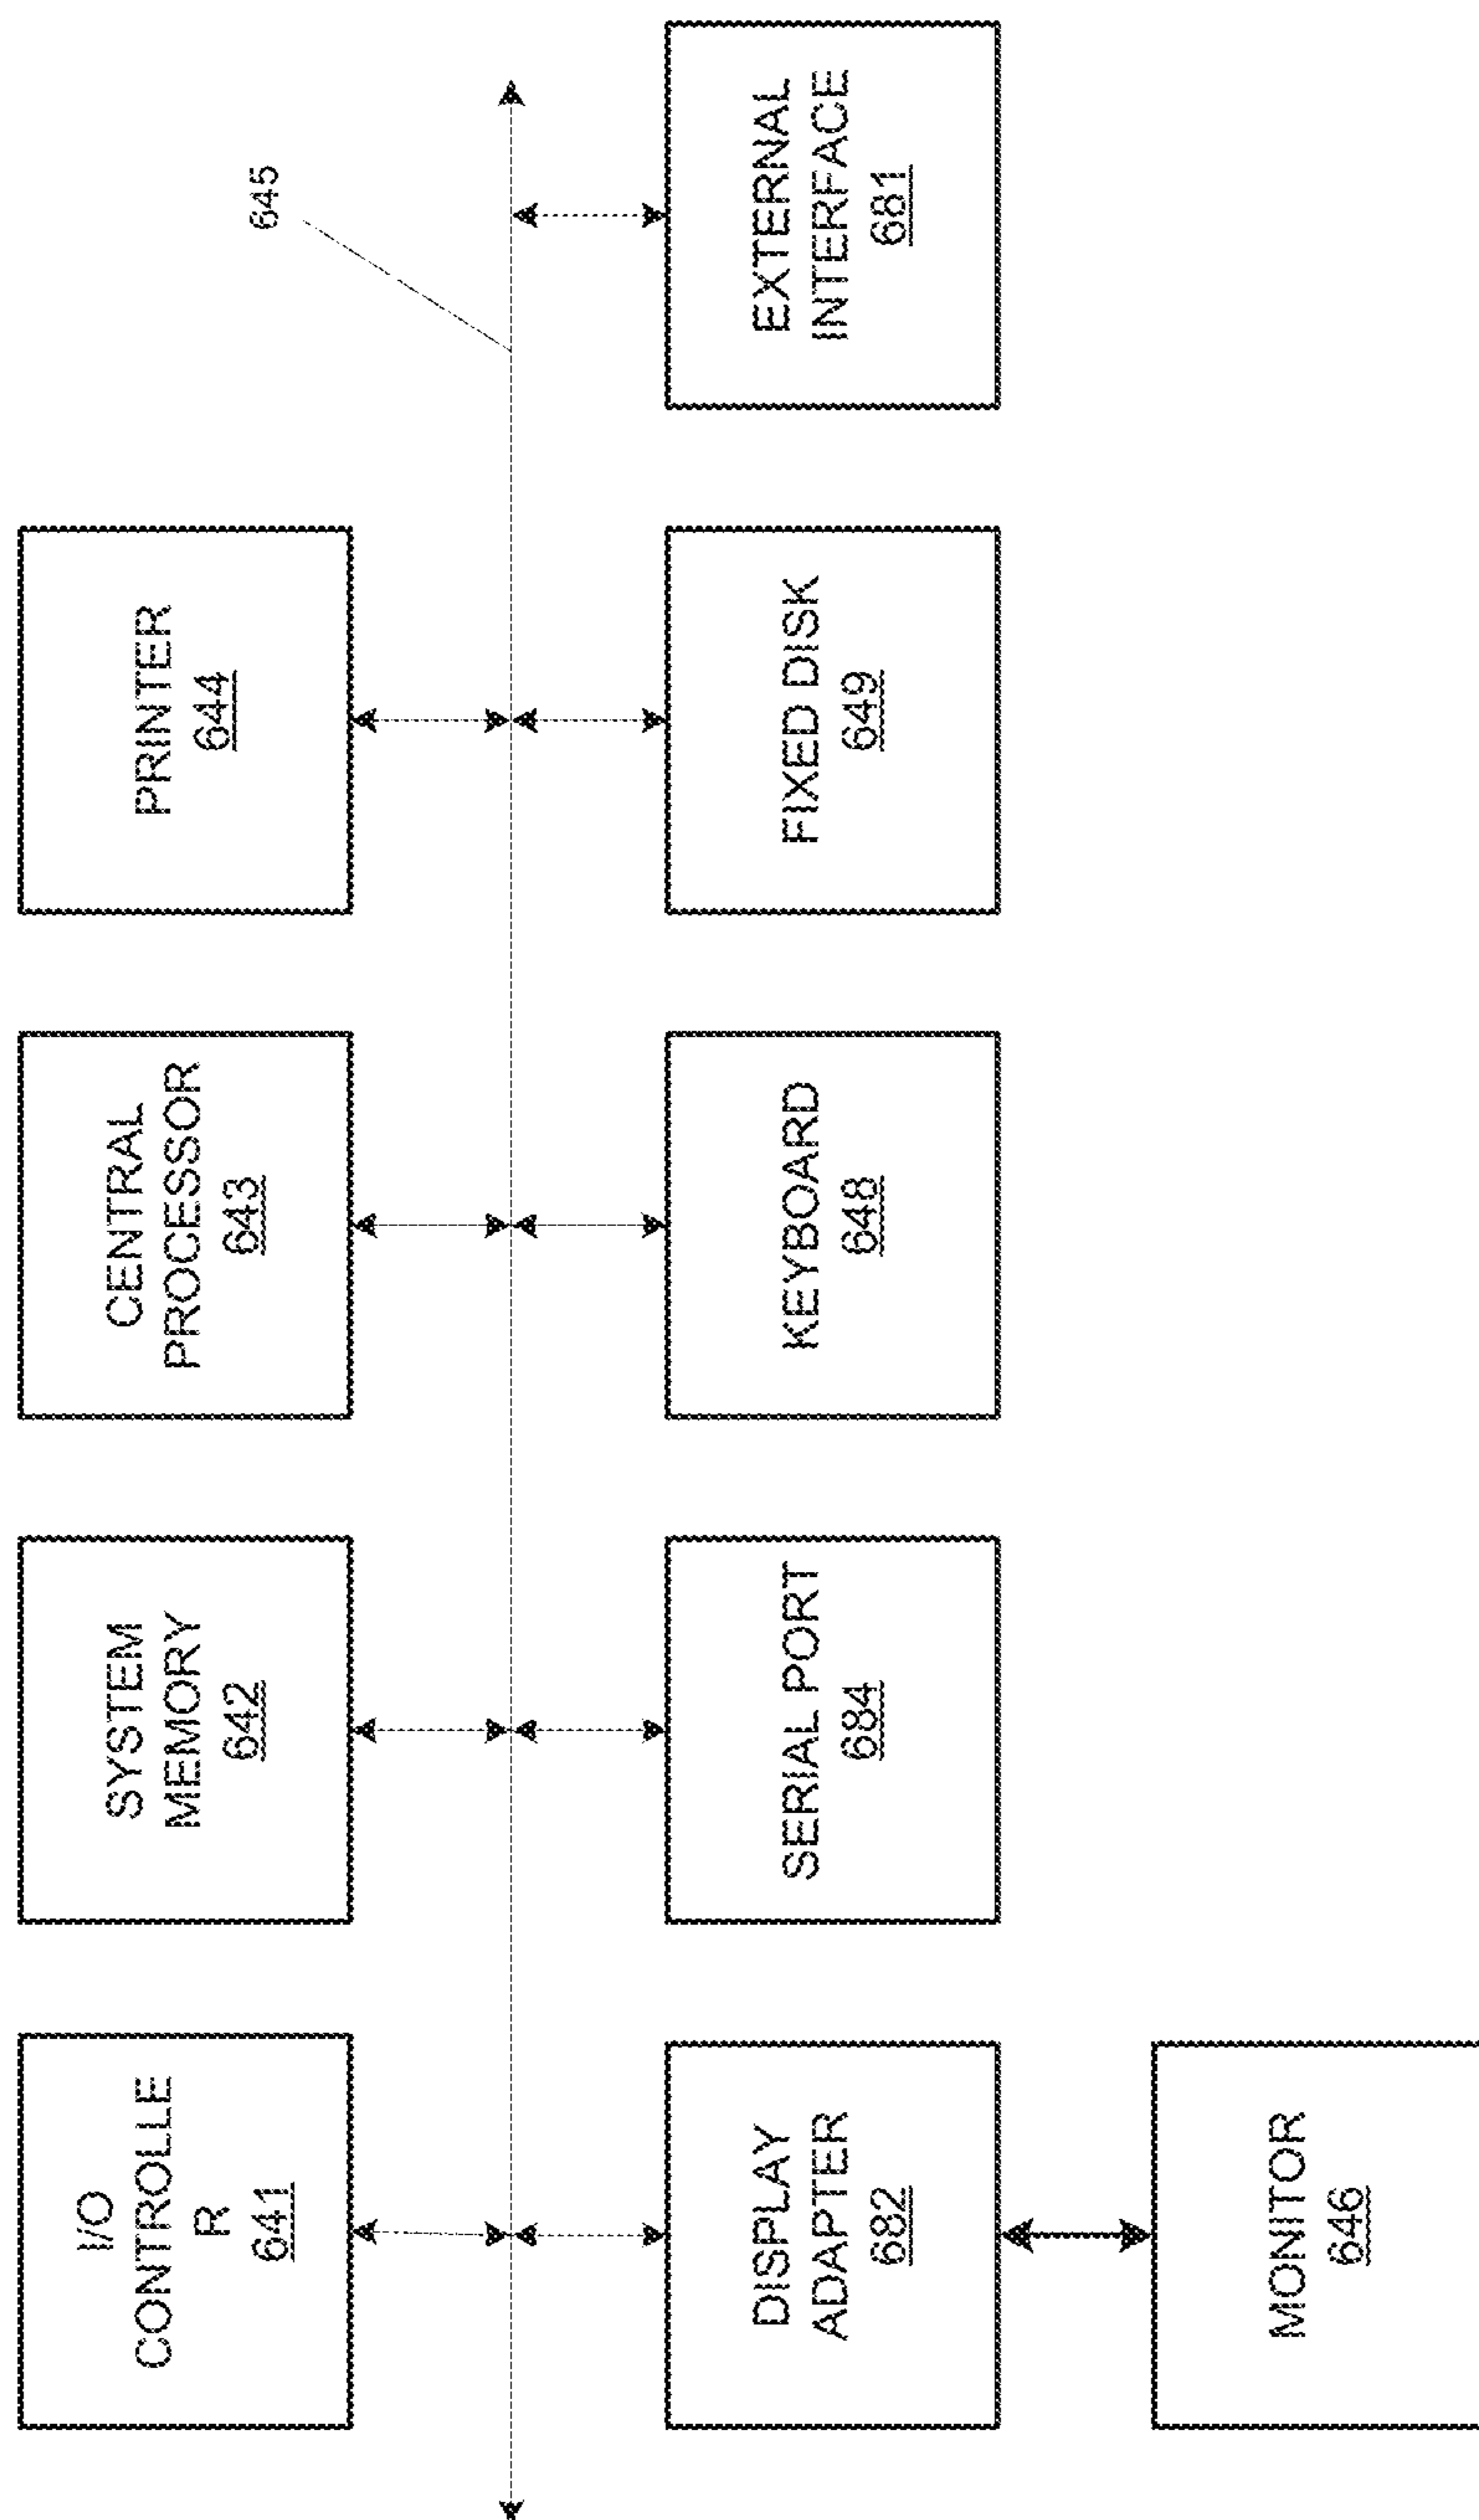 I/O
CONTROLLE
R
641
SYSTEM
MEMORY
642
CENTRAL
PROCESSOR
643
PRINTER
644
645
DISPLAY
ADAPTER
682
SERIAL PORT
684
KEYBOARD
648
FIXED DISK
649
EXTERNAL
INTERFACE
681
MONITOR
646